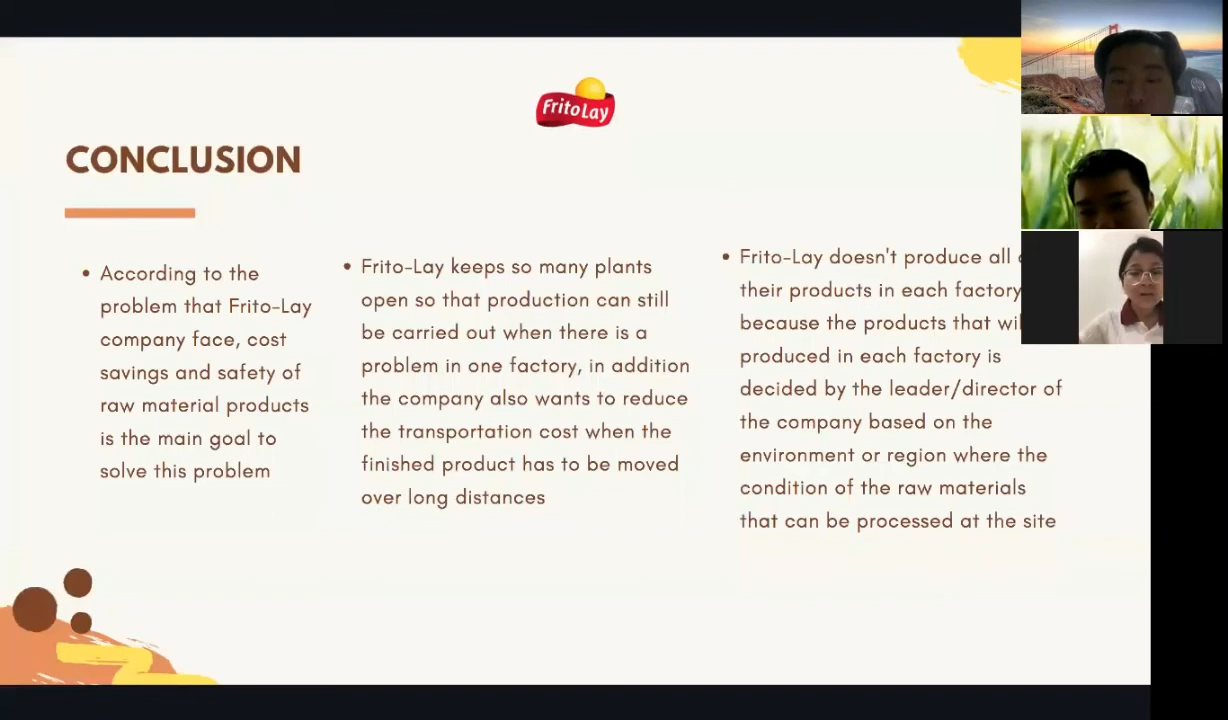 Frito Lay
CONCLUSION
According to the
problem that Frito-Lay
company face, cost
savings and safety of
raw material products
is the main goal to
solve this problem
Frito-Lay keeps so many plants
open so that production can still
be carried out when there is a
problem in one factory, in addition
the company also wants to reduce
the transportation cost when the
finished product has to be moved
over long distances
Frito-Lay doesn't produce all
their products in each factory
because the products that
produced in each factory is
decided by the leader/director of
the company based on the
environment or region where the
condition of the raw materials
that can be processed at the site